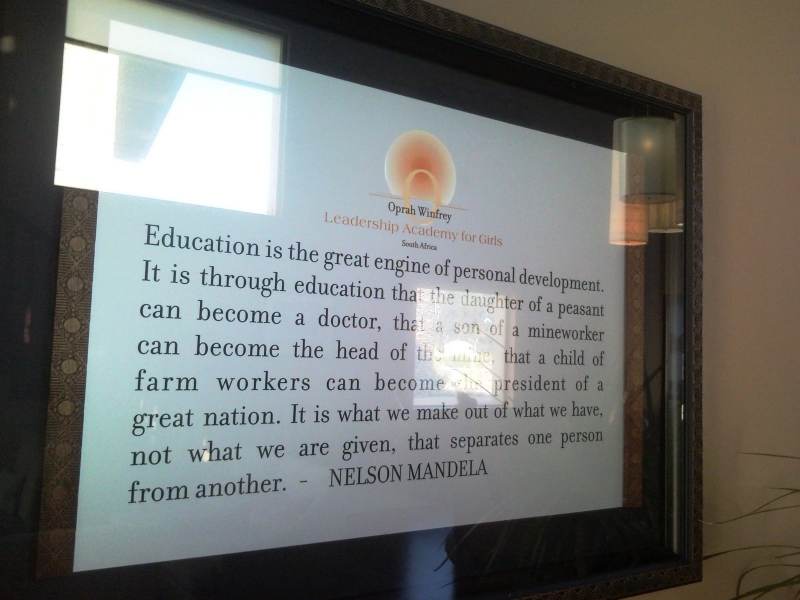 Oprah Winfrey
Leadership Academy for Girls
South Africa
Education is the great engine of personal development.
It is through education that the daughter of a peasant
can become a doctor, that a son of a mineworker
can become the head of the mine, that a child of
farm workers can become the president of a
great nation. It is what we make out of what we have,
not what we are given, that separates one person
from another. - NELSON MANDELA